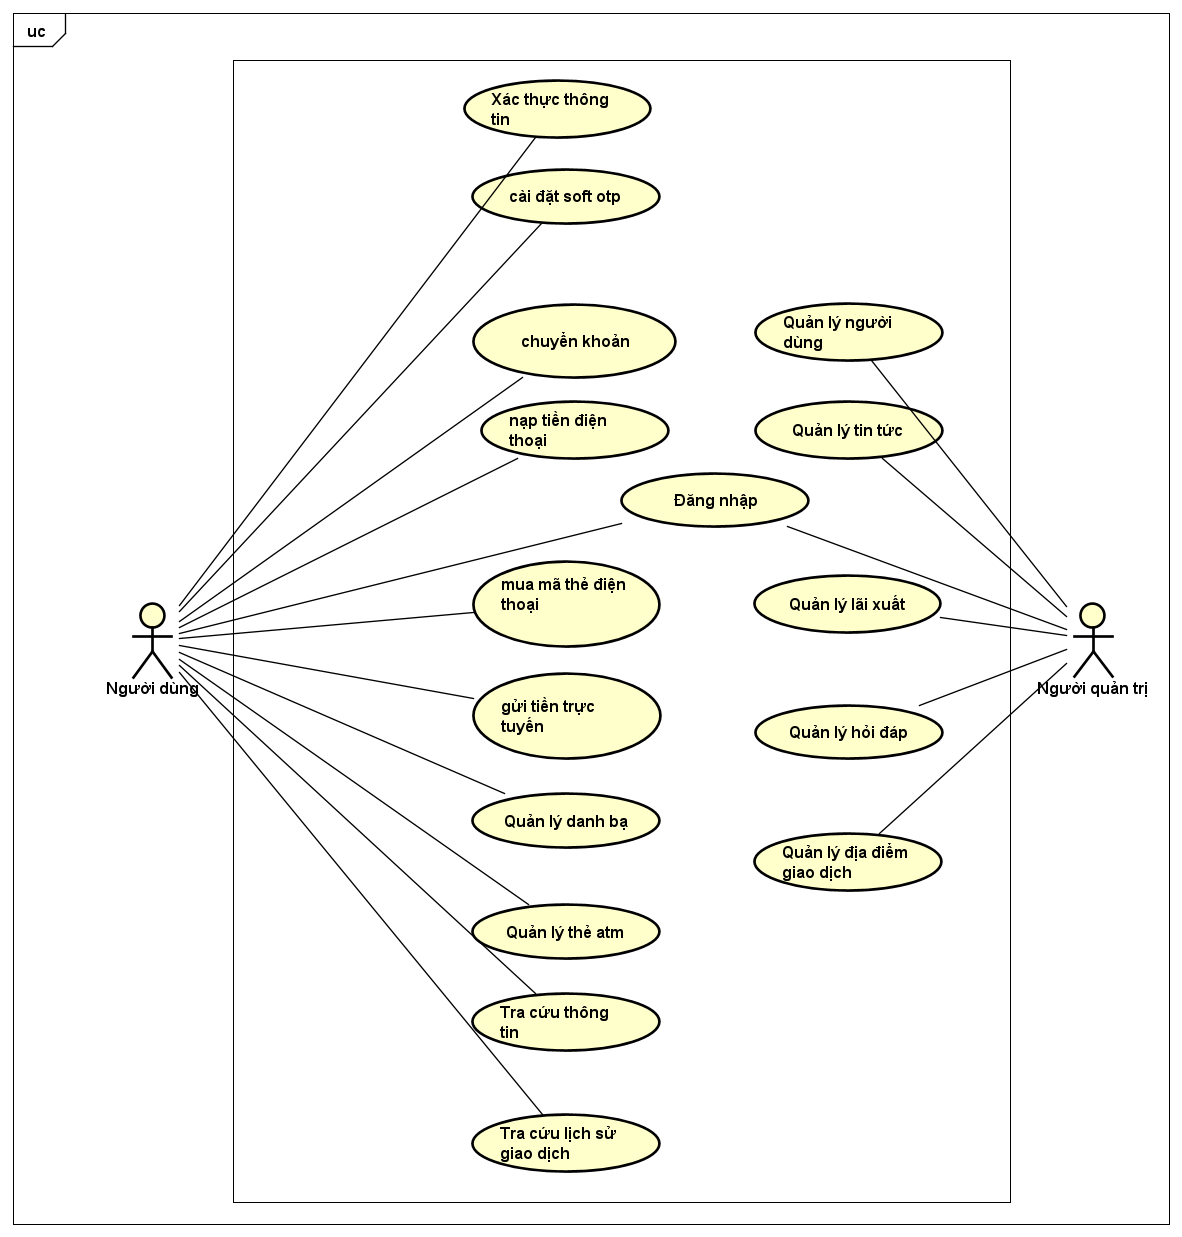 uc
Xác thực thông
tin
cài đặt soft otp
chuyển khoản
Quản lý người
dùng
nạp tiền điện
thoại
Quản lý tin tức
Đăng nhập
mua mã thẻ điện
thoại
Quản lý lãi xuất
Người dùng
Người quản trị
gửi tiền trực
tuyến
Quản lý hỏi đáp
Quản lý danh bạ
Quản lý địa điểm
giao dịch
Quản lý thẻ atm
Tra cứu thông
tin
Tra cứu lịch sử
giao dịch